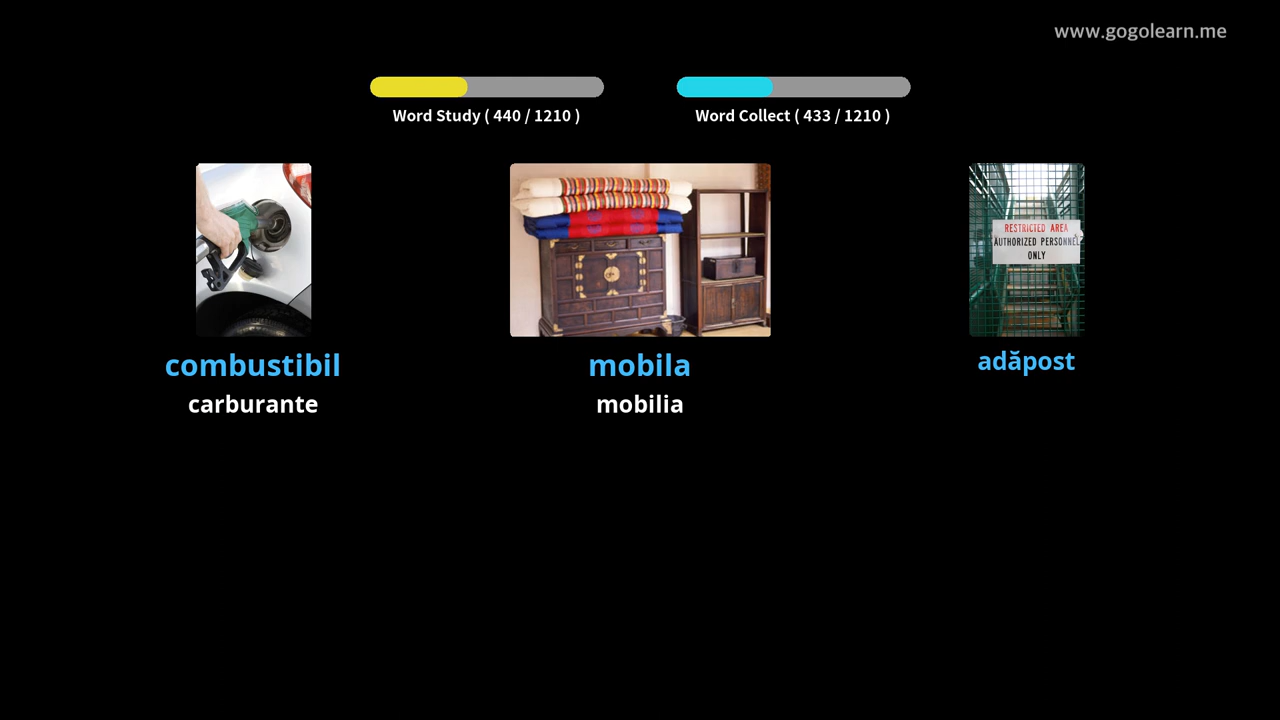 www.gogolearn.me
Word Study ( 440 / 1210 )
Word Collect ( 433 / 1210 )
RESTRICTED AREA
AUTHORIZED PERSONNEL
ONLY
combustibil
mobila
adăpost
carburante
mobilia